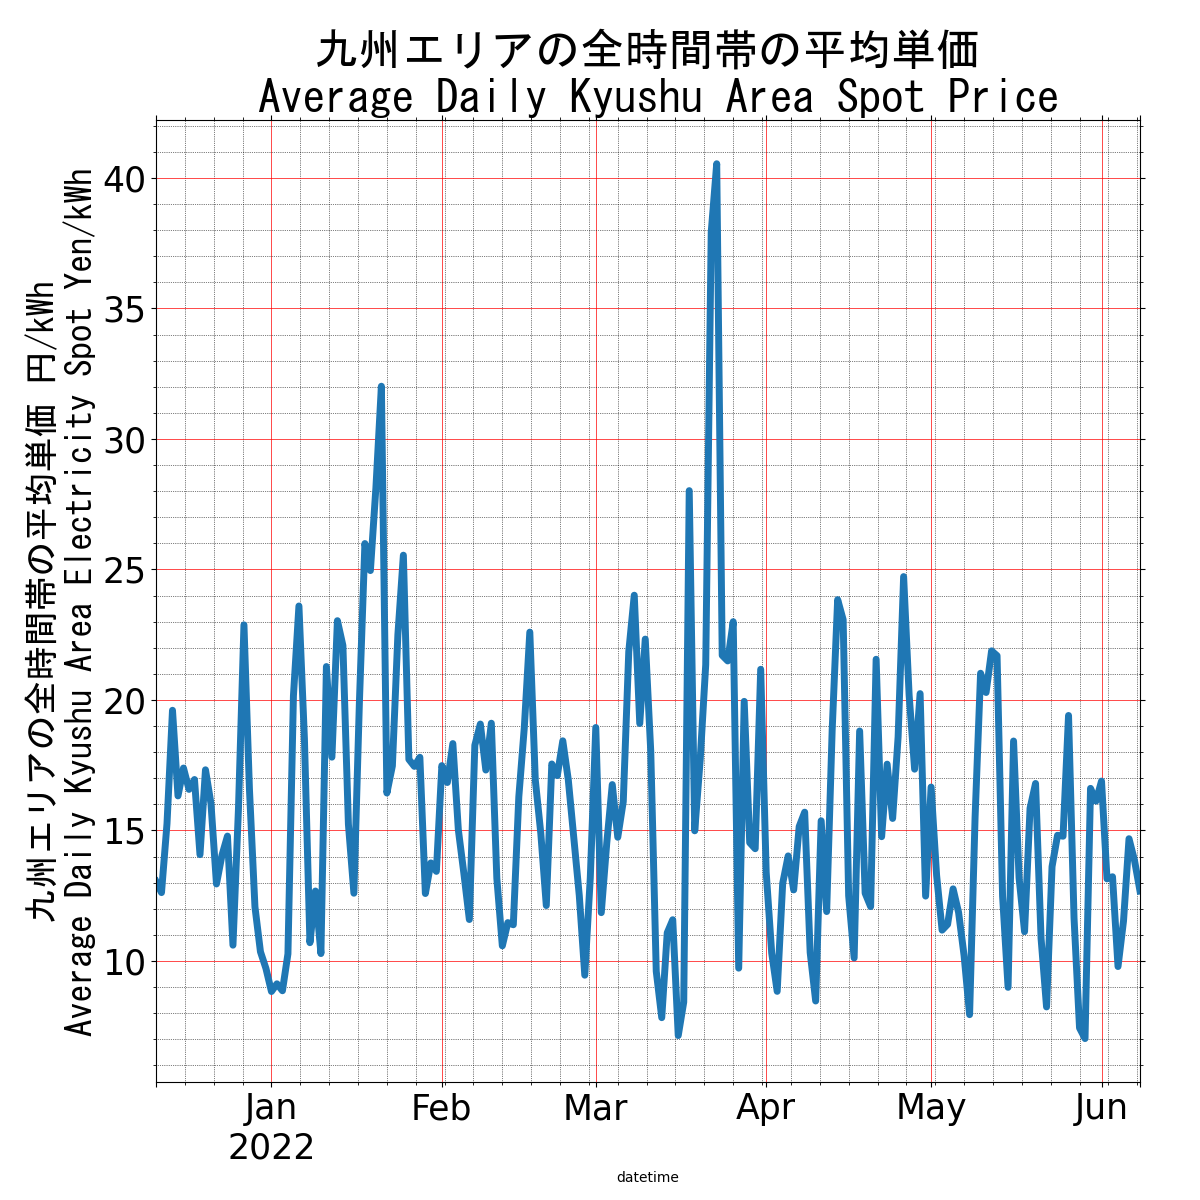 九州エリアの全時間帯の平均単価
Average Daily Kyushu Area Spot Price
九州エリアの全時間帯の平均単価 円/kWh
Average Daily Kyushu Area Electricity Spot Yen/kWh
40
35
30
25
20
15
10
Jan
2022
Feb
Mar
Apr
May
Jun
datetime